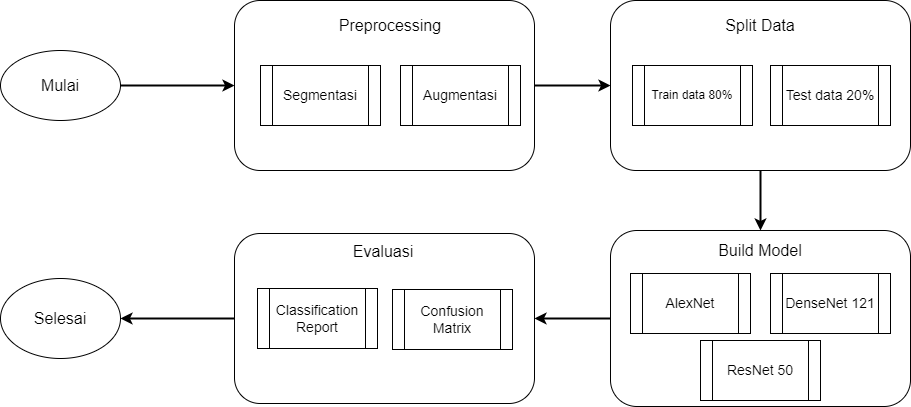 Mulai
Preprocessing
Segmentasi
Augmentasi
Split Data
Train data 80%
Test data 20%
Build Model
AlexNet
DenseNet 121
ResNet 50
Evaluasi
Classification
Report
Confusion
Matrix
Selesai